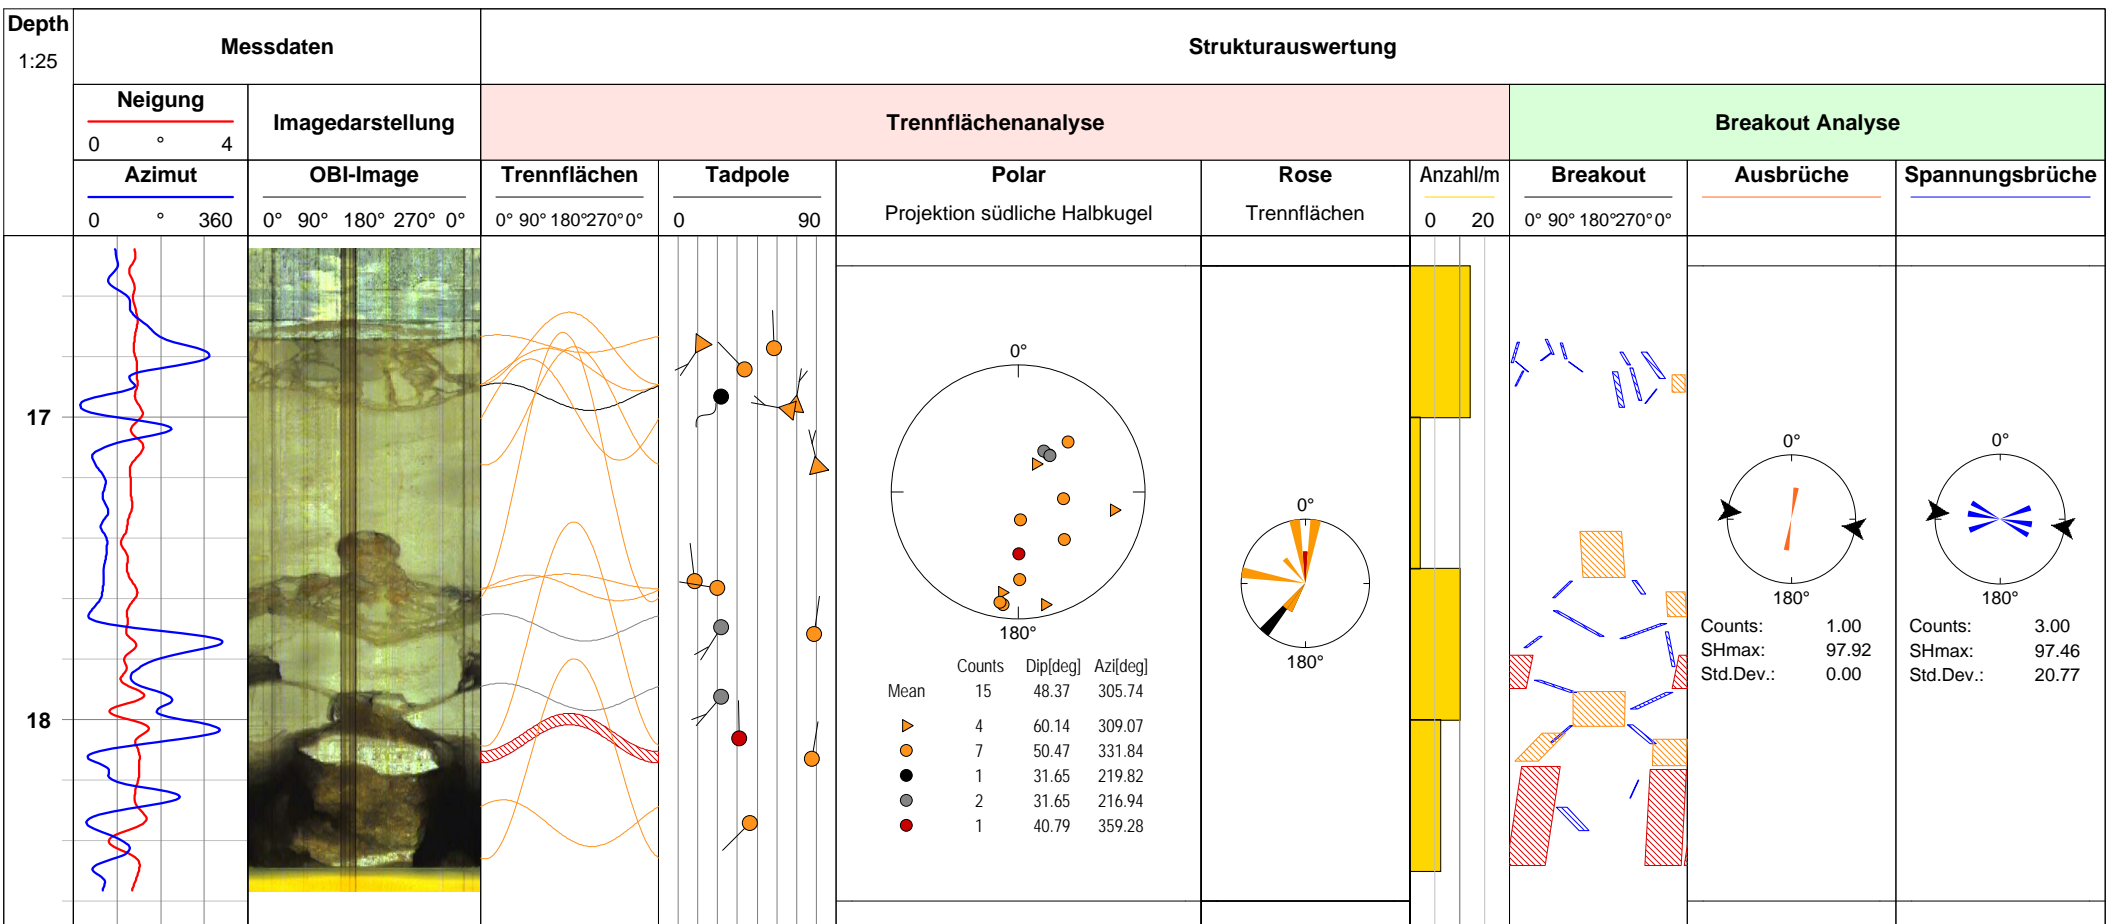 Depth
1:25
Messdaten
Strukturauswertung
Neigung
0 ° 4
Imagedarstellung
Trennflächenanalyse
Breakout Analyse
Azimut
0 ° 360
OBI-Image
0° 90° 180° 270° 0°
Trennflächen
0° 90° 180° 270° 0°
Tadpole
0 90
Polar
Projektion südliche Halbkugel
Rose
Trennflächen
Anzahl/m
0 20
Breakout
0° 90° 180° 270° 0°
Ausbrüche
Spannungsbrüche
17
18
0°
180°
Counts Dip[deg] Azi[deg]
Mean 15 48.37 305.74
4 60.14 309.07
7 50.47 331.84
1 31.65 219.82
2 31.65 216.94
1 40.79 359.28
0°
180°
0°
180°
Counts: 1.00
SHmax: 97.92
Std.Dev.: 0.00
0°
180°
Counts: 3.00
SHmax: 97.46
Std.Dev.: 20.77